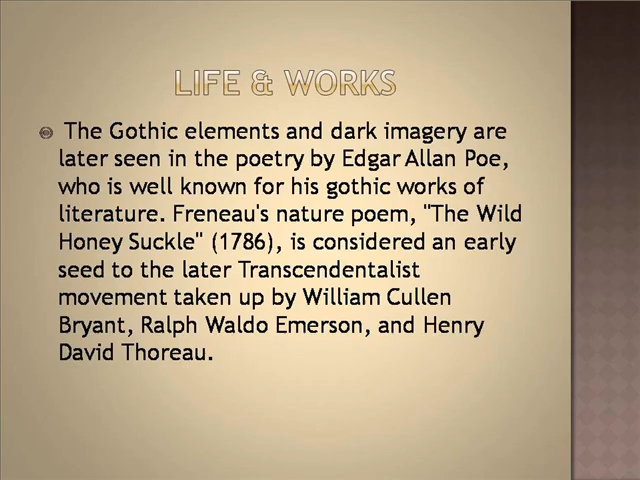 LIFE & WORKS
The Gothic elements and dark imagery are
later seen in the poetry by Edgar Allan Poe,
who is well known for his gothic works of
literature. Freneau's nature poem, "The Wild
Honey Suckle" (1786), is considered an early
seed to the later Transcendentalist
movement taken up by William Cullen
Bryant, Ralph Waldo Emerson, and Henry
David Thoreau.